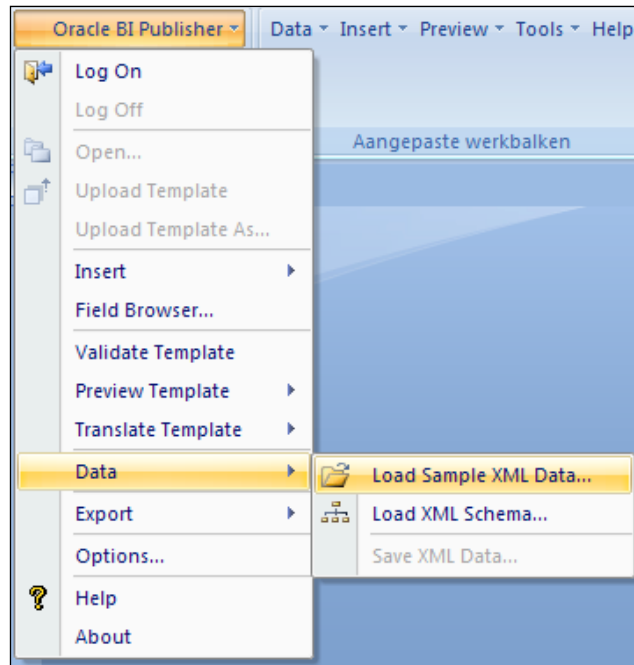 Oracle BI Publisher Data Insert Preview Tools Help
Log On
Log Off
Open...
Aangepaste werkbalken
Upload Template
Upload Template As...
Insert
Field Browser...
Validate Template
Preview Template
Translate Template
Data
Load Sample XML Data...
Export
Load XML Schema...
Options...
Save XML Data...
Help
About